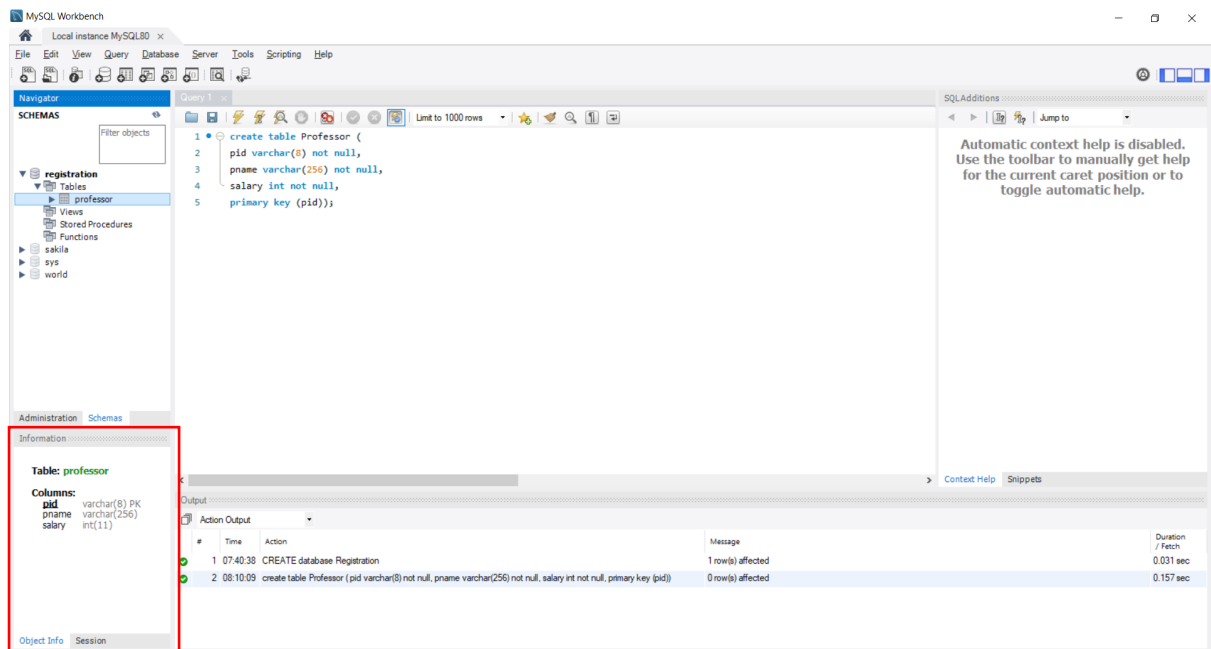 MySQL Workbench
Local instance MySQL80
File Edit View Query Database Server Tools Scripting Help
Navigator
SCHEMAS
Filter objects
registration
Tables
professor
Views
Stored Procedures
Functions
sakila
sys
world
Administration Schemas
Information
Table: professor
Columns:
pid varchar(8) PK
pname varchar(256)
salary int(11)
Object Info Session
Query 1
Limit to 1000 rows
1 create table Professor (
2 pid varchar(8) not null,
3 pname varchar(256) not null,
4 salary int not null,
5 primary key (pid));
SQLAdditions
Jump to
Automatic context help is disabled.
Use the toolbar to manually get help
for the current caret position or to
toggle automatic help.
Context Help Snippets
Output
Action Output
# Time Action Message Duration / Fetch
1 07:40:38 CREATE database Registration 1 row(s) affected 0.031 sec
2 08:10:09 create table Professor ( pid varchar(8) not null, pname varchar(256) not null, salary int not null, primary key (pid)) 0 row(s) affected 0.157 sec